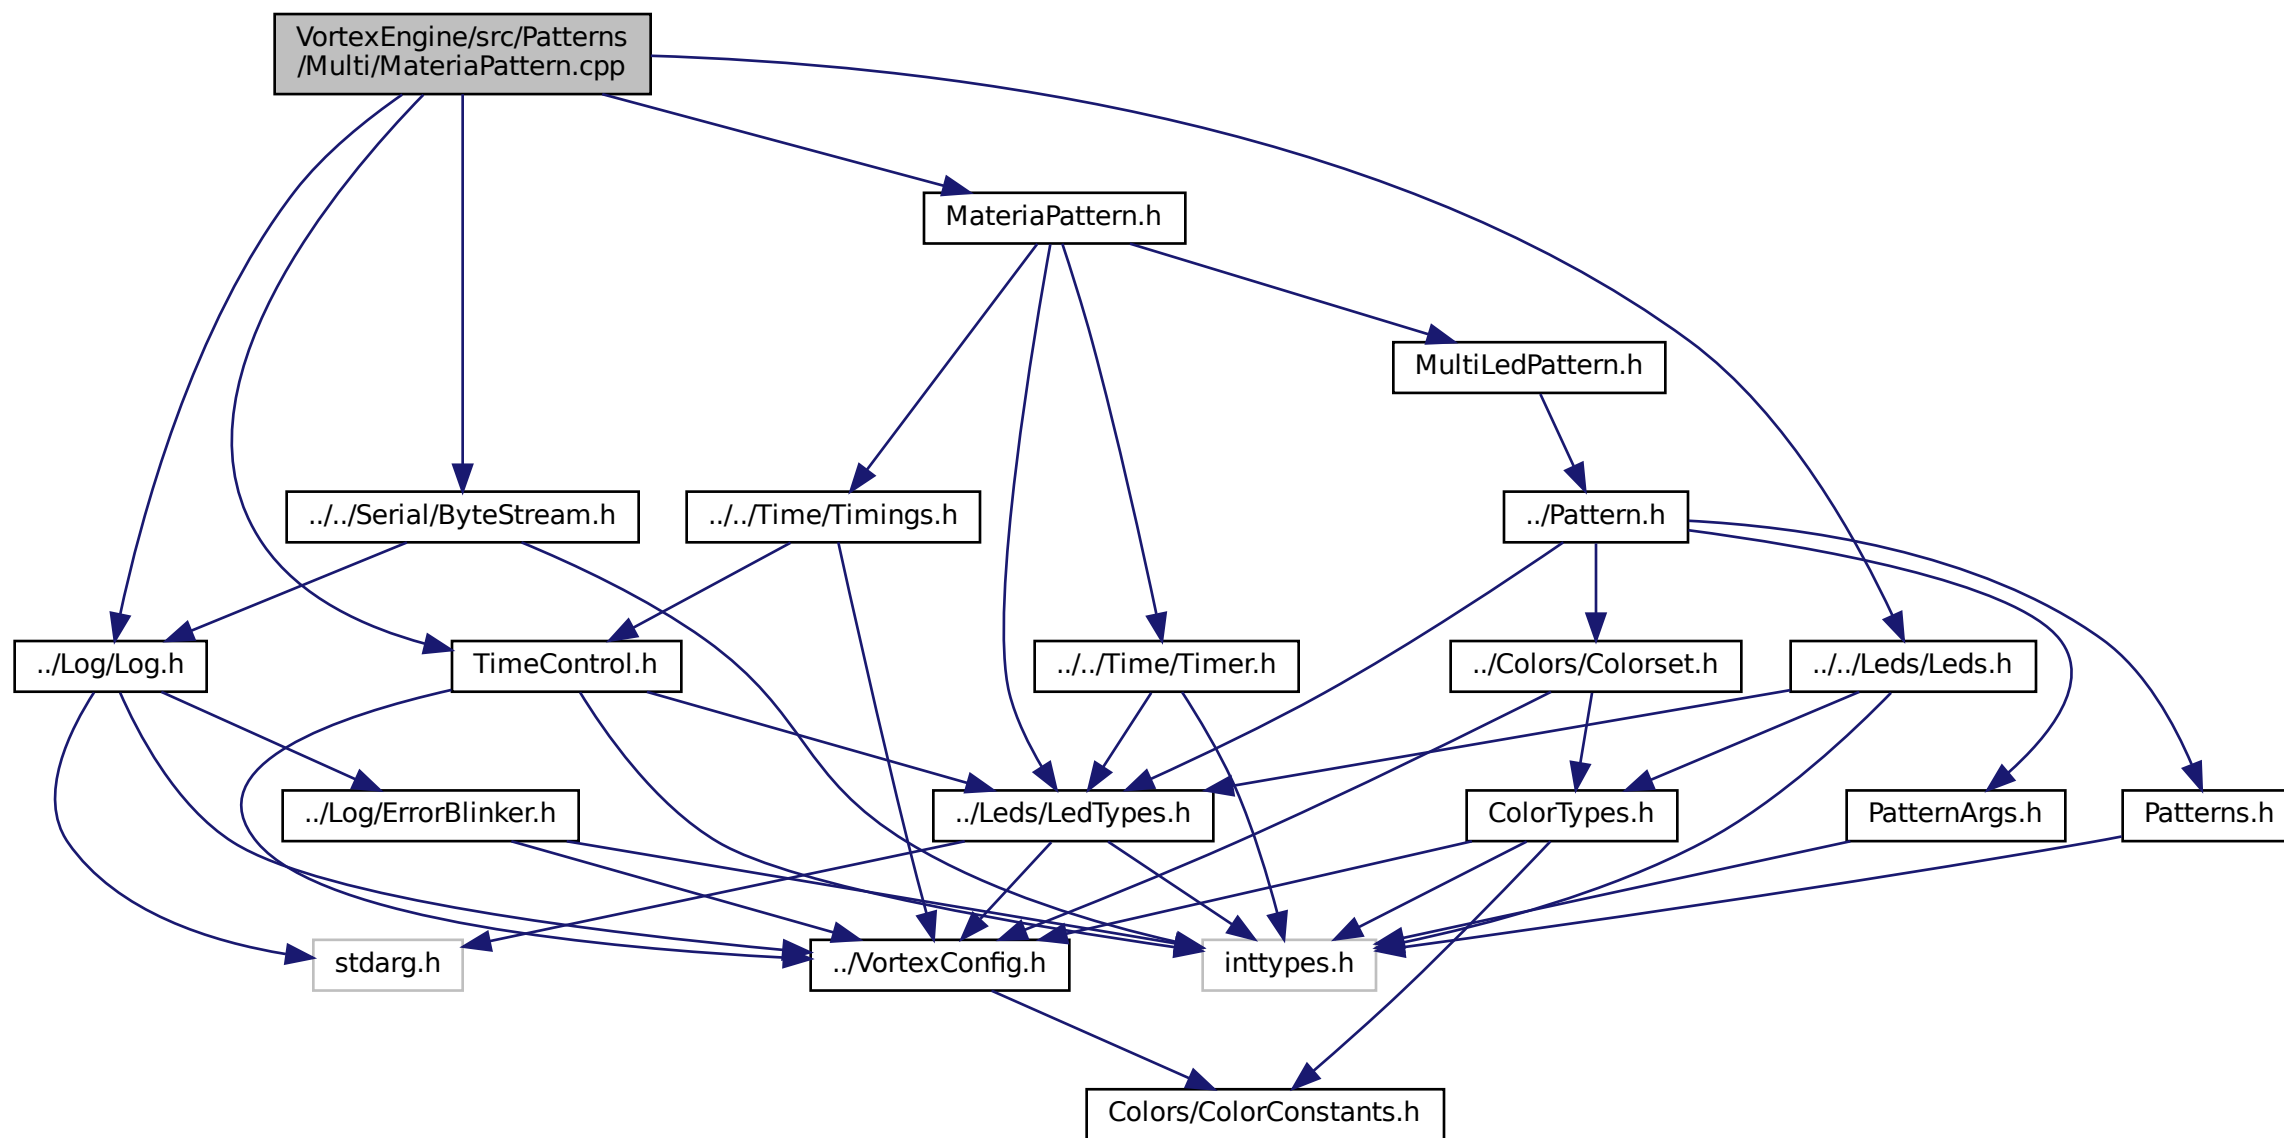 VortexEngine/src/Patterns
/Multi/MateriaPattern.cpp
MateriaPattern.h
MultiLedPattern.h
../../Serial/ByteStream.h
../../Time/Timings.h
../Pattern.h
../Log/Log.h
TimeControl.h
../../Time/Timer.h
../Colors/Colorset.h
../../Leds/Leds.h
../Log/ErrorBlinker.h
../Leds/LedTypes.h
ColorTypes.h
PatternArgs.h
Patterns.h
stdarg.h
../VortexConfig.h
inttypes.h
Colors/ColorConstants.h